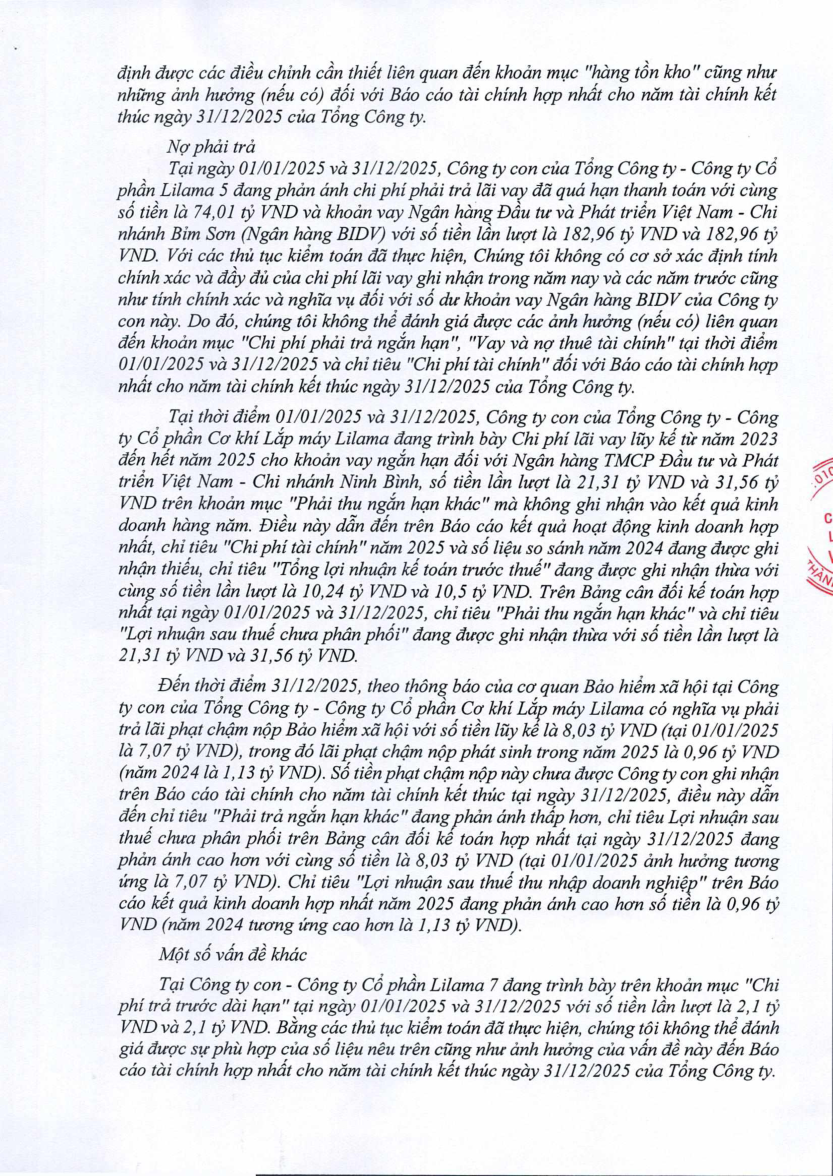 định được các điều chỉnh cần thiết liên quan đến khoản mục "hàng tồn kho" cũng như
những ảnh hưởng (nếu có) đối với Báo cáo tài chính hợp nhất cho năm tài chính kết
thúc ngày 31/12/2025 của Tổng Công ty.
Nợ phải trả
Tại ngày 01/01/2025 và 31/12/2025, Công ty con của Tổng Công ty - Công ty Cổ
phần Lilama 5 đang phản ánh chi phí phải trả lãi vay đã quá hạn thanh toán với cùng
số tiền là 74,01 tỷ VND và khoản vay Ngân hàng Đầu tư và Phát triển Việt Nam - Chi
nhánh Bỉm Sơn (Ngân hàng BIDV) với số tiền lần lượt là 182,96 tỷ VND và 182,96 tỷ
VND. Với các thủ tục kiểm toán đã thực hiện, Chúng tôi không có cơ sở xác định tính
chính xác và đầy đủ của chi phí lãi vay ghi nhận trong năm nay và các năm trước cũng
như tính chính xác và nghĩa vụ đối với số dư khoản vay Ngân hàng BIDV của Công ty
con này. Do đó, chúng tôi không thể đánh giá được các ảnh hưởng (nếu có) liên quan
đến khoản mục "Chi phí phải trả ngắn hạn", "Vay và nợ thuê tài chính" tại thời điểm
01/01/2025 và 31/12/2025 và chỉ tiêu "Chi phí tài chính" đối với Báo cáo tài chính hợp
nhất cho năm tài chính kết thúc ngày 31/12/2025 của Tổng Công ty.
Tại thời điểm 01/01/2025 và 31/12/2025, Công ty con của Tổng Công ty - Công
ty Cổ phần Cơ khí Lắp máy Lilama đang trình bày Chi phí lãi vay lũy kế từ năm 2023
đến hết năm 2025 cho khoản vay ngắn hạn đối với Ngân hàng TMCP Đầu tư và Phát
triển Việt Nam - Chi nhánh Ninh Bình, số tiền lần lượt là 21,31 tỷ VND và 31,56 tỷ
VND trên khoản mục "Phải thu ngắn hạn khác" mà không ghi nhận vào kết quả kinh
doanh hàng năm. Điều này dẫn đến trên Báo cáo kết quả hoạt động kinh doanh hợp
nhất, chỉ tiêu "Chi phí tài chính" năm 2025 và số liệu so sánh năm 2024 đang được ghi
nhận thiếu, chỉ tiêu "Tổng lợi nhuận kế toán trước thuế" đang được ghi nhận thừa với
cùng số tiền lần lượt là 10,24 tỷ VND và 10,5 tỷ VND. Trên Bảng cân đối kế toán hợp
nhất tại ngày 01/01/2025 và 31/12/2025, chỉ tiêu "Phải thu ngắn hạn khác" và chỉ tiêu
"Lợi nhuận sau thuế chưa phân phối" đang được ghi nhận thừa với số tiền lần lượt là
21,31 tỷ VND và 31,56 tỷ VND.
Đến thời điểm 31/12/2025, theo thông báo của cơ quan Bảo hiểm xã hội tại Công
ty con của Tổng Công ty - Công ty Cổ phần Cơ khí Lắp máy Lilama có nghĩa vụ phải
trả lãi phạt chậm nộp Bảo hiểm xã hội với số tiền lũy kế là 8,03 tỷ VND (tại 01/01/2025
là 7,07 tỷ VND), trong đó lãi phạt chậm nộp phát sinh trong năm 2025 là 0,96 tỷ VND
(năm 2024 là 1,13 tỷ VND). Số tiền phạt chậm nộp này chưa được Công ty con ghi nhận
trên Báo cáo tài chính cho năm tài chính kết thúc tại ngày 31/12/2025, điều này dẫn
đến chỉ tiêu "Phải trả ngắn hạn khác" đang phản ánh thấp hơn, chỉ tiêu Lợi nhuận sau
thuế chưa phân phối trên Bảng cân đối kế toán hợp nhất tại ngày 31/12/2025 đang
phản ánh cao hơn với cùng số tiền là 8,03 tỷ VND (tại 01/01/2025 ảnh hưởng tương
ứng là 7,07 tỷ VND). Chỉ tiêu "Lợi nhuận sau thuế thu nhập doanh nghiệp" trên Báo
cáo kết quả kinh doanh hợp nhất năm 2025 đang phản ánh cao hơn số tiền là 0,96 tỷ
VND (năm 2024 tương ứng cao hơn là 1,13 tỷ VND).
Một số vấn đề khác
Tại Công ty con - Công ty Cổ phần Lilama 7 đang trình bày trên khoản mục "Chi
phí trả trước dài hạn" tại ngày 01/01/2025 và 31/12/2025 với số tiền lần lượt là 2,1 tỷ
VND và 2,1 tỷ VND. Bằng các thủ tục kiểm toán đã thực hiện, chúng tôi không thể đánh
giá được sự phù hợp của số liệu nêu trên cũng như ảnh hưởng của vấn đề này đến Báo
cáo tài chính hợp nhất cho năm tài chính kết thúc ngày 31/12/2025 của Tổng Công ty.